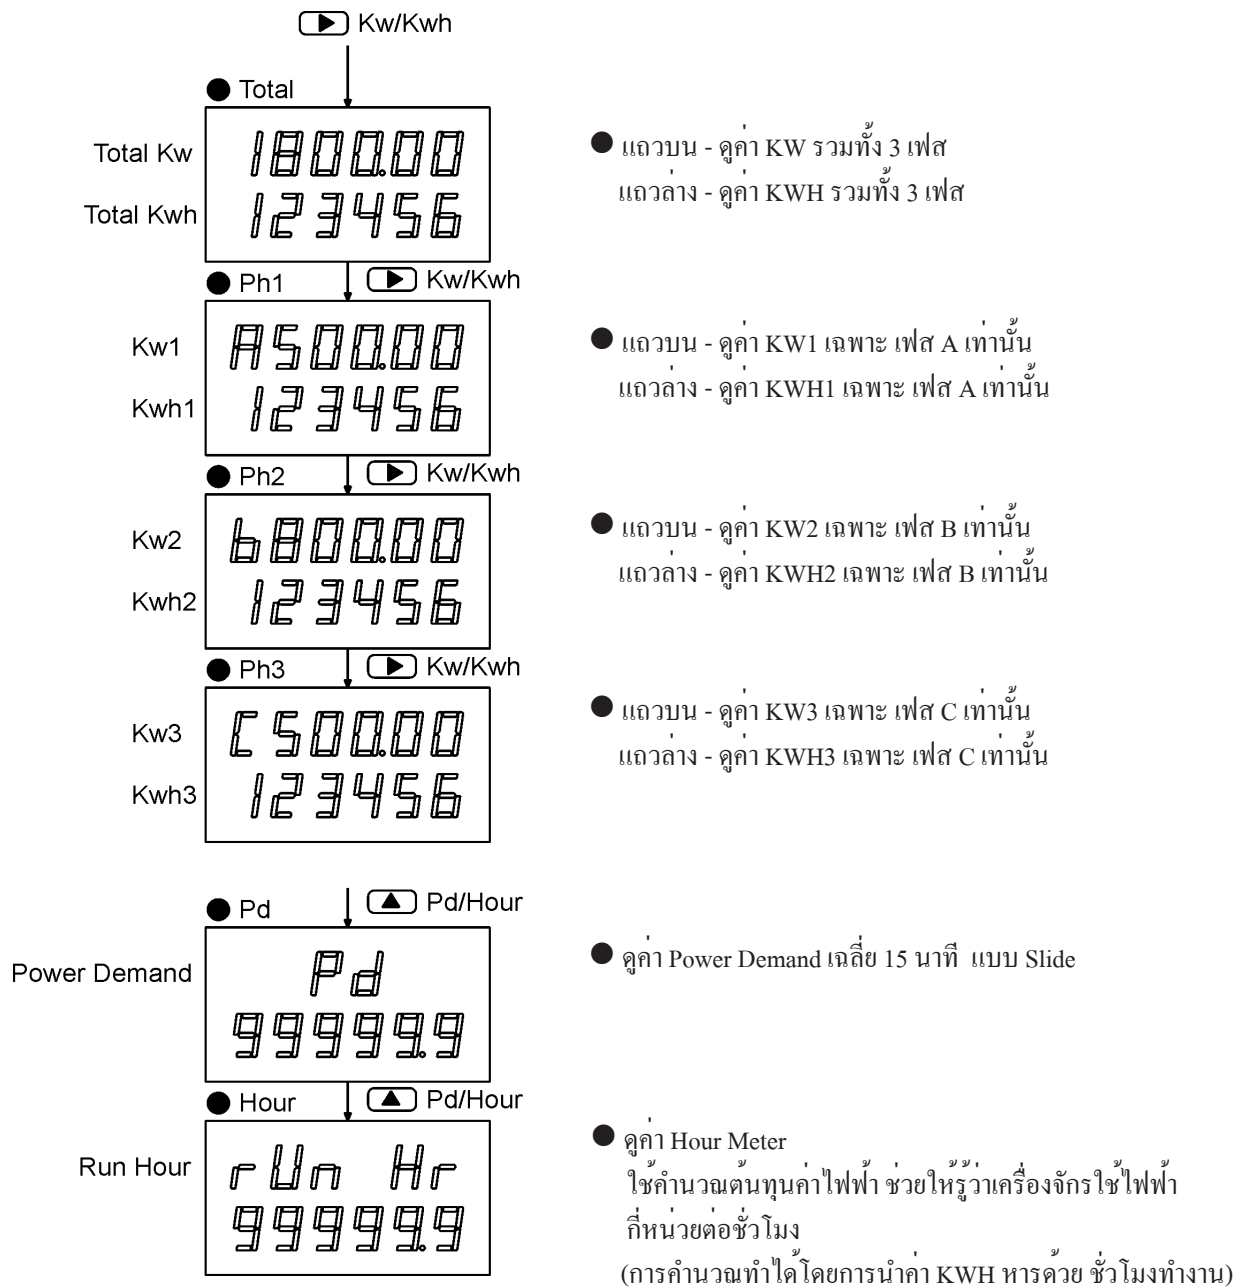 Kw/Kwh
Total
Total Kw 1800.00
Total Kwh 123456
● แถวบน - ดูค่า KW รวมทั้ง 3 เฟส
แถวล่าง - ดูค่า KWH รวมทั้ง 3 เฟส
Ph1 Kw/Kwh
Kw1 A500.00
Kwh1 123456
● แถวบน - ดูค่า KW1 เฉพาะ เฟส A เท่านั้น
แถวล่าง - ดูค่า KWH1 เฉพาะ เฟส A เท่านั้น
Ph2 Kw/Kwh
Kw2 b800.00
Kwh2 123456
● แถวบน - ดูค่า KW2 เฉพาะ เฟส B เท่านั้น
แถวล่าง - ดูค่า KWH2 เฉพาะ เฟส B เท่านั้น
Ph3 Kw/Kwh
Kw3 C500.00
Kwh3 123456
● แถวบน - ดูค่า KW3 เฉพาะ เฟส C เท่านั้น
แถวล่าง - ดูค่า KWH3 เฉพาะ เฟส C เท่านั้น
Pd Pd/Hour
Power Demand Pd
99999.9
● ดูค่า Power Demand เฉลี่ย 15 นาที แบบ Slide
Hour Pd/Hour
Run Hour rUn Hr
99999.9
● ดูค่า Hour Meter
ใช้คำนวณต้นทุนค่าไฟฟ้า ช่วยให้รู้ว่าเครื่องจักรใช้ไฟฟ้า
กี่หน่วยต่อชั่วโมง
(การคำนวณทำได้โดยการนำค่า KWH หารด้วย ชั่วโมงทำงาน)